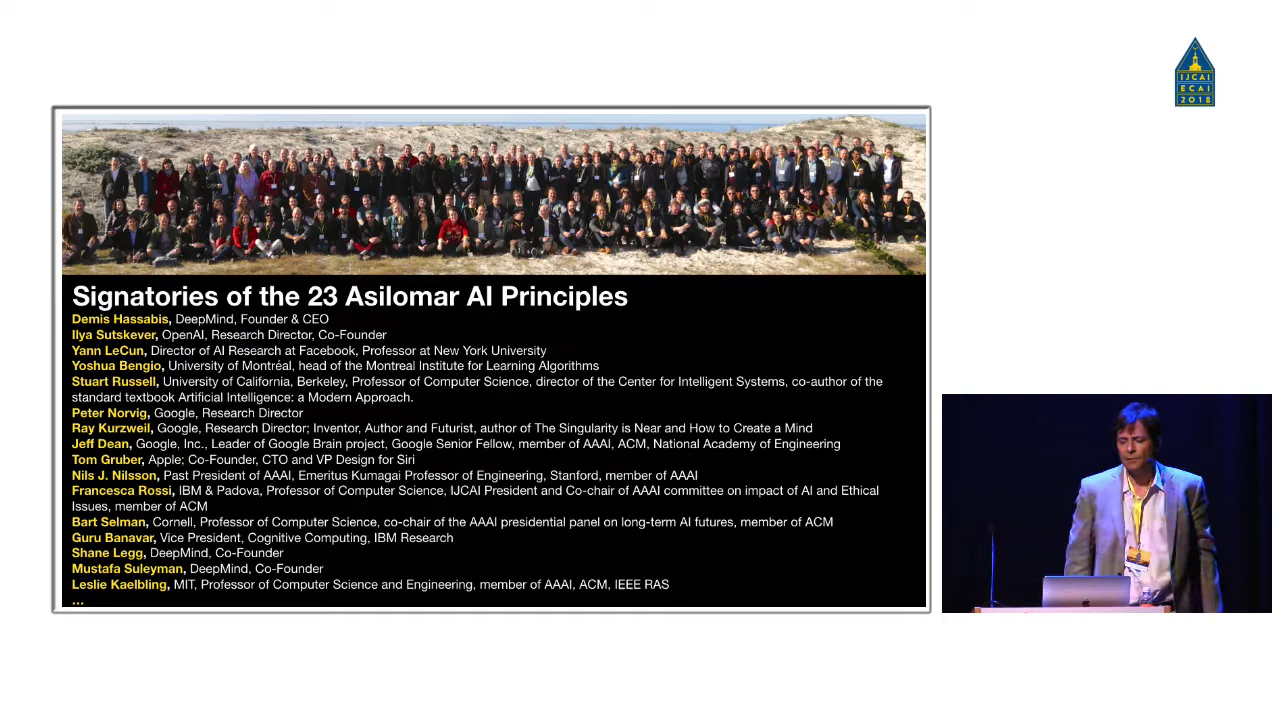 IJCAI
ECAI
2018
Signatories of the 23 Asilomar AI Principles
Demis Hassabis, DeepMind, Founder & CEO
Ilya Sutskever, OpenAI, Research Director, Co-Founder
Yann LeCun, Director of AI Research at Facebook, Professor at New York University
Yoshua Bengio, University of Montréal, head of the Montreal Institute for Learning Algorithms
Stuart Russell, University of California, Berkeley, Professor of Computer Science, director of the Center for Intelligent Systems, co-author of the
standard textbook Artificial Intelligence: a Modern Approach.
Peter Norvig, Google, Research Director
Ray Kurzweil, Google, Research Director; Inventor, Author and Futurist, author of The Singularity is Near and How to Create a Mind
Jeff Dean, Google, Inc., Leader of Google Brain project, Google Senior Fellow, member of AAAI, ACM, National Academy of Engineering
Tom Gruber, Apple; Co-Founder, CTO and VP Design for Siri
Nils J. Nilsson, Past President of AAAI, Emeritus Kumagai Professor of Engineering, Stanford, member of AAAI
Francesca Rossi, IBM & Padova, Professor of Computer Science, IJCAI President and Co-chair of AAAI committee on impact of AI and Ethical
Issues, member of ACM
Bart Selman, Cornell, Professor of Computer Science, co-chair of the AAAI presidential panel on long-term AI futures, member of ACM
Guru Banavar, Vice President, Cognitive Computing, IBM Research
Shane Legg, DeepMind, Co-Founder
Mustafa Suleyman, DeepMind, Co-Founder
Leslie Kaelbling, MIT, Professor of Computer Science and Engineering, member of AAAI, ACM, IEEE RAS
...